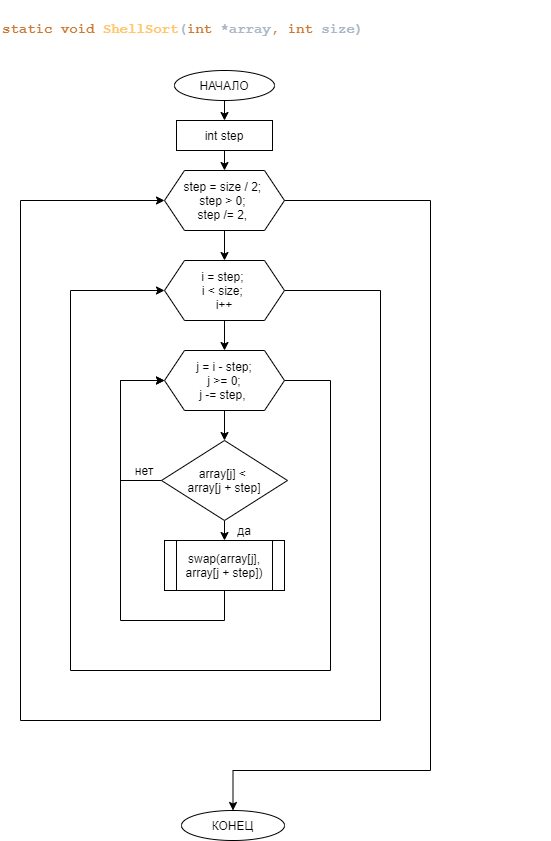 static void ShellSort(int *array, int size)
НАЧАЛО
int step
step = size / 2;
step > 0;
step /= 2,
i = step;
i < size;
i++
j = i - step;
j >= 0;
j -= step,
нет
array[j] <
array[j + step]
да
swap(array[j],
array[j + step])
КОНЕЦ